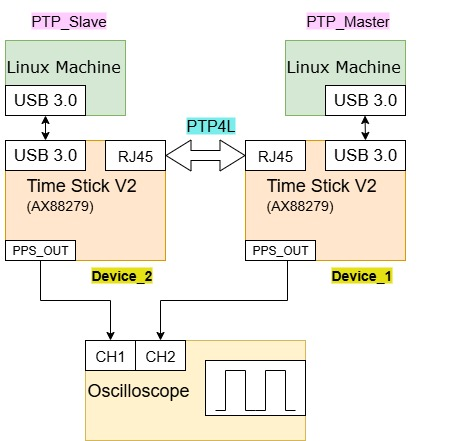 PTP_Slave
PTP_Master
Linux Machine
Linux Machine
USB 3.0
USB 3.0
PTP4L
USB 3.0
RJ45
RJ45
USB 3.0
Time Stick V2
(AX88279)
Time Stick V2
(AX88279)
PPS_OUT
PPS_OUT
Device_2
Device_1
CH1
CH2
Oscilloscope